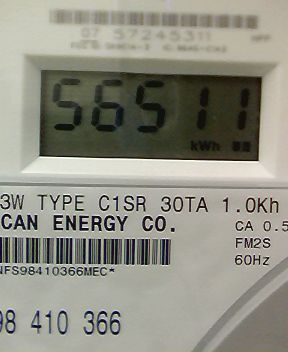 07 57245311
56511
kWh
3W TYPE C1SR 30TA 1.0Kh
CAN ENERGY CO.
CA 0.5
FM2S
60Hz
NFS98410366MEC*
98 410 366